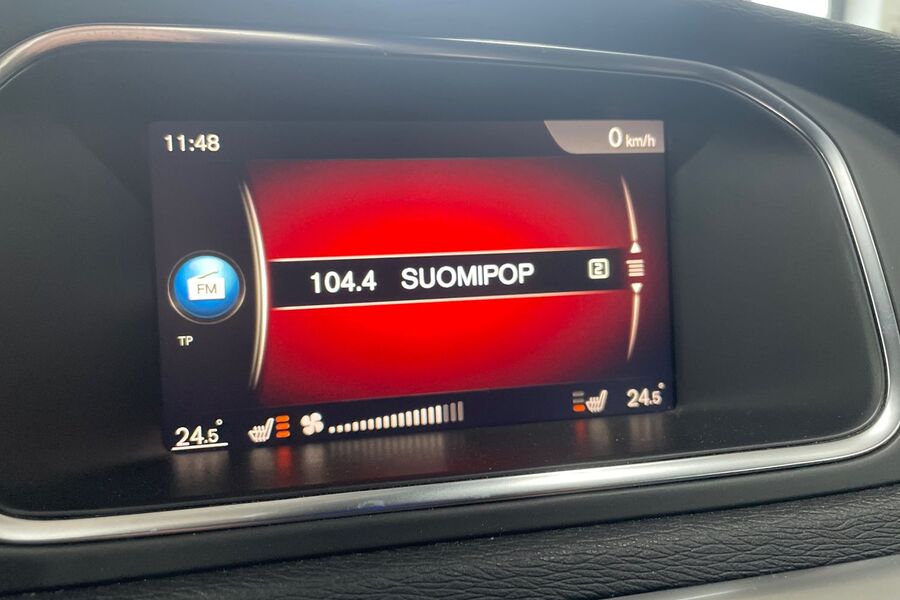 11:48
0 km/h
104.4 SUOMIPOP 2
FM
TP
24.5°
24.5°